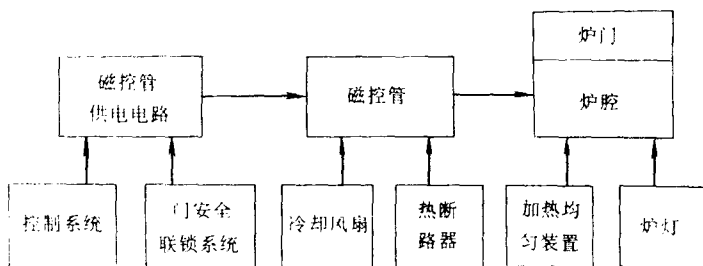 炉门
磁控管
供电电路
磁控管
炉腔
控制系统
门安全
联锁系统
冷却风扇
热断
路器
加热均
匀装置
炉灯